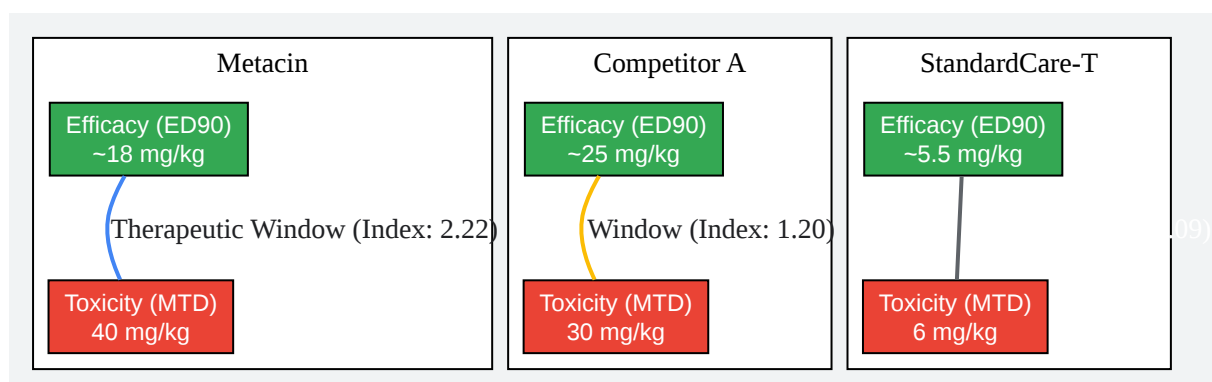 Metacin
Efficacy (ED90)
~18 mg/kg
Therapeutic Window (Index: 2.22)
Toxicity (MTD)
40 mg/kg
Competitor A
Efficacy (ED90)
~25 mg/kg
Window (Index: 1.20)
Toxicity (MTD)
30 mg/kg
StandardCare-T
Efficacy (ED90)
~5.5 mg/kg
.09)
Toxicity (MTD)
6 mg/kg